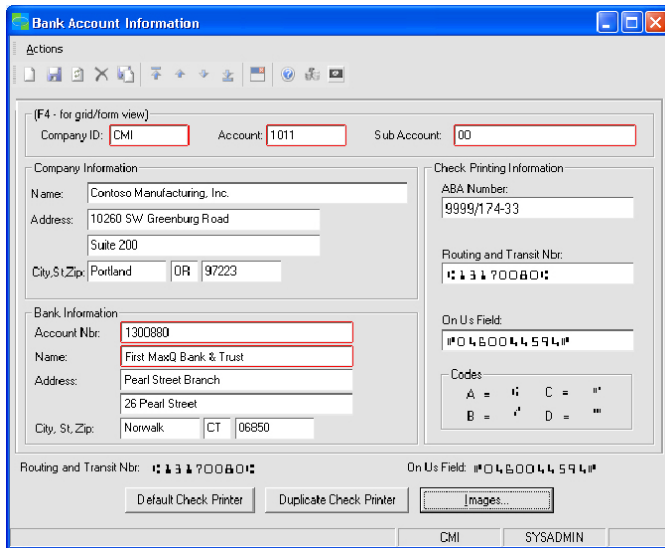 Bank Account Information
Actions
(F4 - for grid/form view)
Company ID: CMI Account: 1011 Sub Account: 00
Company Information
Name: Contoso Manufacturing, Inc.
Address: 10260 SW Greenburg Road
Suite 200
City,St,Zip: Portland OR 97223
Check Printing Information
ABA Number:
9999/174-33
Routing and Transit Nbr:
⑆13170080⑆
On Us Field:
⑈0460044594⑈
Codes
A = ⑆ C = ⑈
B = ⑇ D = ⑉
Bank Information
Account Nbr: 1300880
Name: First MaxQ Bank & Trust
Address: Pearl Street Branch
26 Pearl Street
City, St, Zip: Norwalk CT 06850
Routing and Transit Nbr: ⑆13170080⑆ On Us Field: ⑈0460044594⑈
Default Check Printer Duplicate Check Printer Images...
CMI SYSADMIN